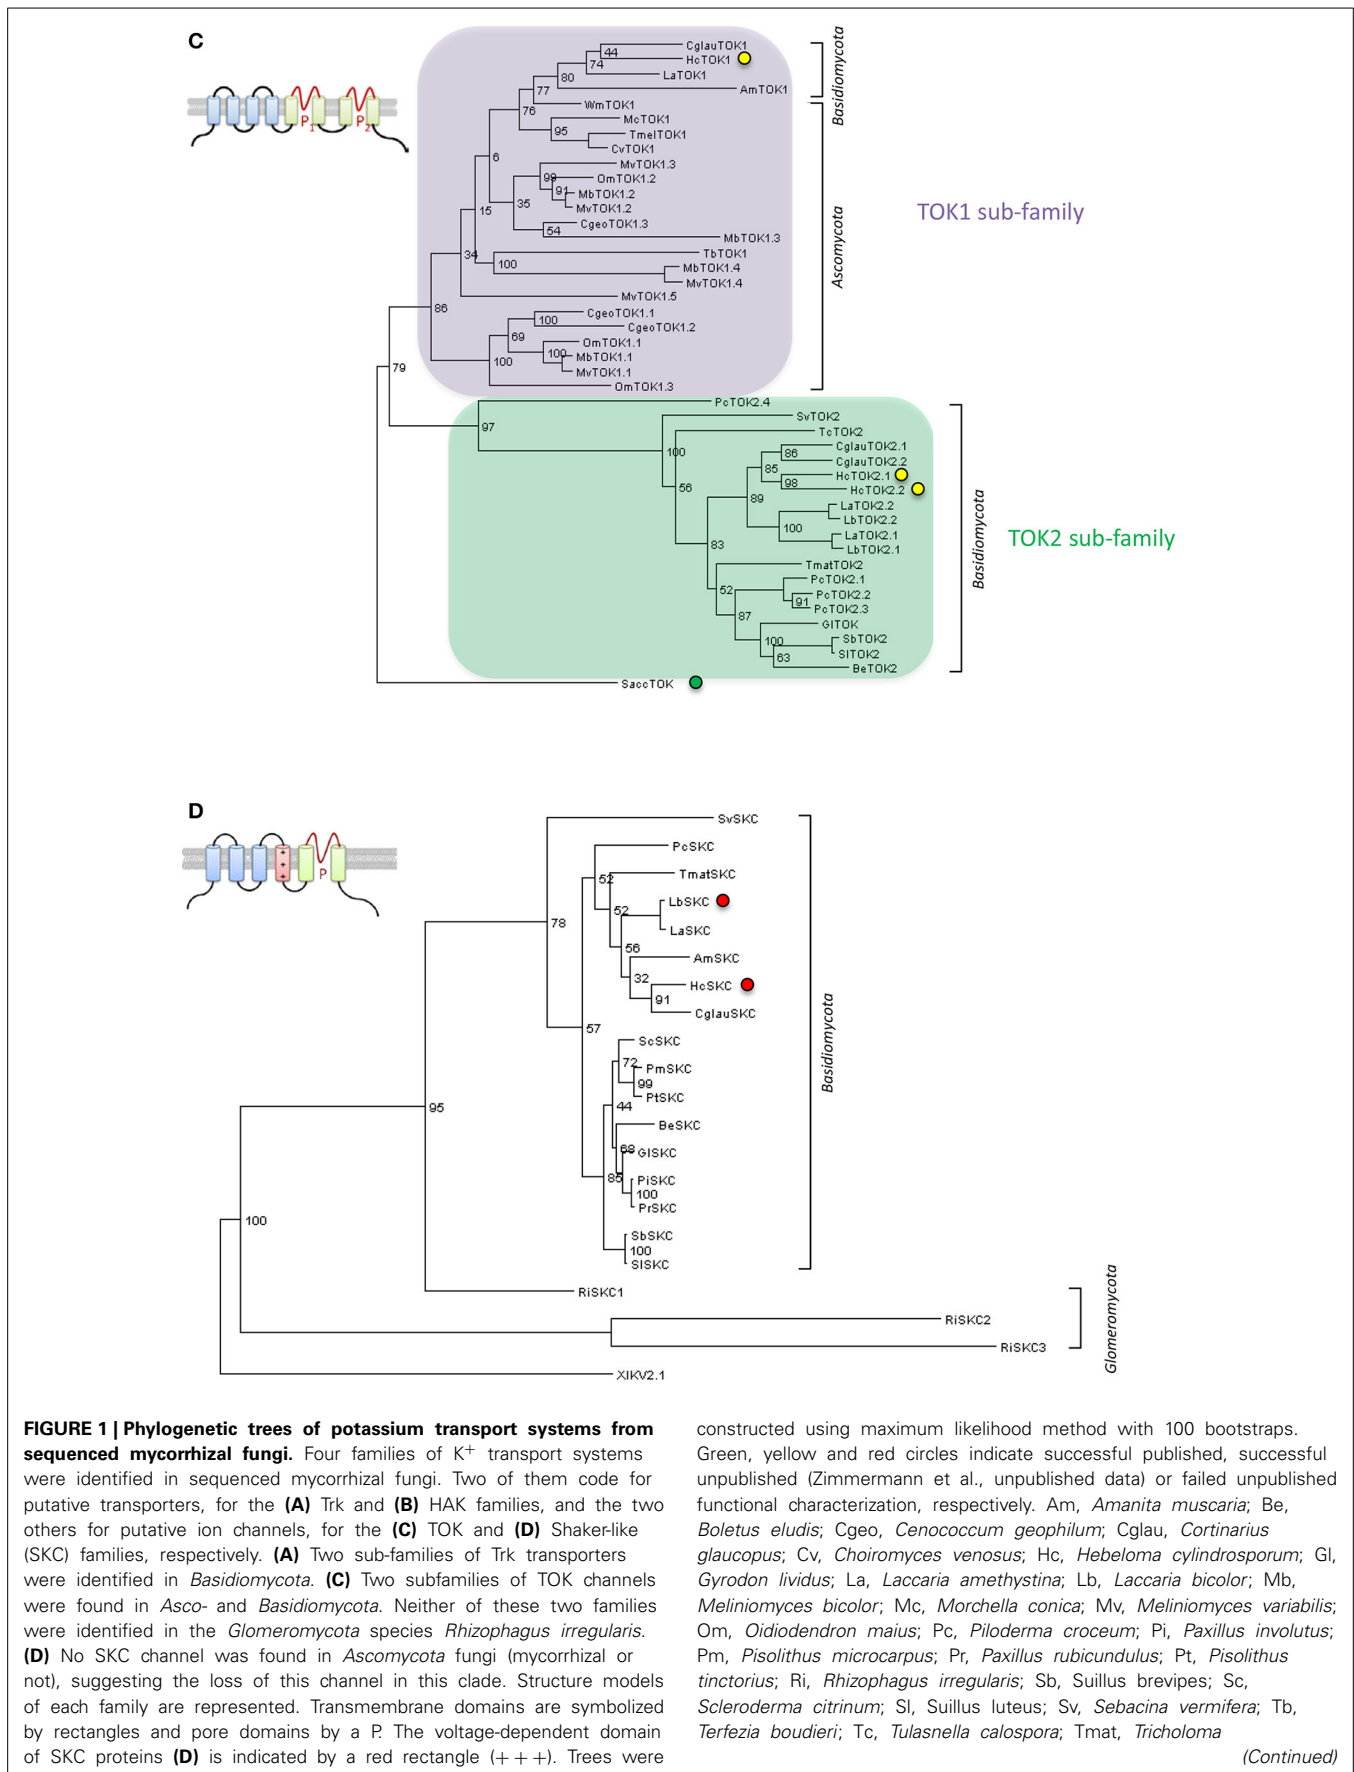 C
P1
P2
CglauTOK1
44
HcTOK1
74
LaTOK1
80
AmTOK1
77
WmTOK1
76
McTOK1
95
TmelTOK1
CvTOK1
6
MvTOK1.3
99
OmTOK1.2
91
MbTOK1.2
35
MvTOK1.2
15
CgeoTOK1.3
54
MbTOK1.3
34
TbTOK1
100
MbTOK1.4
MvTOK1.4
MvTOK1.5
86
CgeoTOK1.1
100
CgeoTOK1.2
69
OmTOK1.1
100
MbTOK1.1
100
MvTOK1.1
79
OmTOK1.3
Basidiomycota
Ascomycota
TOK1 sub-family
PcTOK2.4
SvTOK2
97
TcTOK2
CglauTOK2.1
100
86
CglauTOK2.2
85
HcTOK2.1
98
HcTOK2.2
56
89
LaTOK2.2
LbTOK2.2
100
LaTOK2.1
83
LbTOK2.1
TmatTOK2
PcTOK2.1
52
PcTOK2.2
91
PcTOK2.3
87
GlTOK
100
SbTOK2
SlTOK2
63
BeTOK2
Basidiomycota
TOK2 sub-family
SaccTOK
D
+
+
+
P
SvSKC
PcSKC
52
TmatSKC
LbSKC
52
LaSKC
78
56
AmSKC
32
HcSKC
91
CglauSKC
57
ScSKC
72
PmSKC
99
PtSKC
95
44
BeSKC
68
GlSKC
85
PiSKC
100
PrSKC
100
SbSKC
100
SlSKC
Basidiomycota
RiSKC1
RiSKC2
RiSKC3
Glomeromycota
XlKV2.1
FIGURE 1 | Phylogenetic trees of potassium transport systems from
sequenced mycorrhizal fungi. Four families of K+ transport systems
were identified in sequenced mycorrhizal fungi. Two of them code for
putative transporters, for the (A) Trk and (B) HAK families, and the two
others for putative ion channels, for the (C) TOK and (D) Shaker-like
(SKC) families, respectively. (A) Two sub-families of Trk transporters
were identified in Basidiomycota. (C) Two subfamilies of TOK channels
were found in Asco- and Basidiomycota. Neither of these two families
were identified in the Glomeromycota species Rhizophagus irregularis.
(D) No SKC channel was found in Ascomycota fungi (mycorrhizal or
not), suggesting the loss of this channel in this clade. Structure models
of each family are represented. Transmembrane domains are symbolized
by rectangles and pore domains by a P. The voltage-dependent domain
of SKC proteins (D) is indicated by a red rectangle (+ + +). Trees were
constructed using maximum likelihood method with 100 bootstraps.
Green, yellow and red circles indicate successful published, successful
unpublished (Zimmermann et al., unpublished data) or failed unpublished
functional characterization, respectively. Am, Amanita muscaria; Be,
Boletus eludis; Cgeo, Cenococcum geophilum; Cglau, Cortinarius
glaucopus; Cv, Choiromyces venosus; Hc, Hebeloma cylindrosporum; Gl,
Gyrodon lividus; La, Laccaria amethystina; Lb, Laccaria bicolor; Mb,
Meliniomyces bicolor; Mc, Morchella conica; Mv, Meliniomyces variabilis;
Om, Oidiodendron maius; Pc, Piloderma croceum; Pi, Paxillus involutus;
Pm, Pisolithus microcarpus; Pr, Paxillus rubicundulus; Pt, Pisolithus
tinctorius; Ri, Rhizophagus irregularis; Sb, Suillus brevipes; Sc,
Scleroderma citrinum; Sl, Suillus luteus; Sv, Sebacina vermifera; Tb,
Terfezia boudieri; Tc, Tulasnella calospora; Tmat, Tricholoma
(Continued)